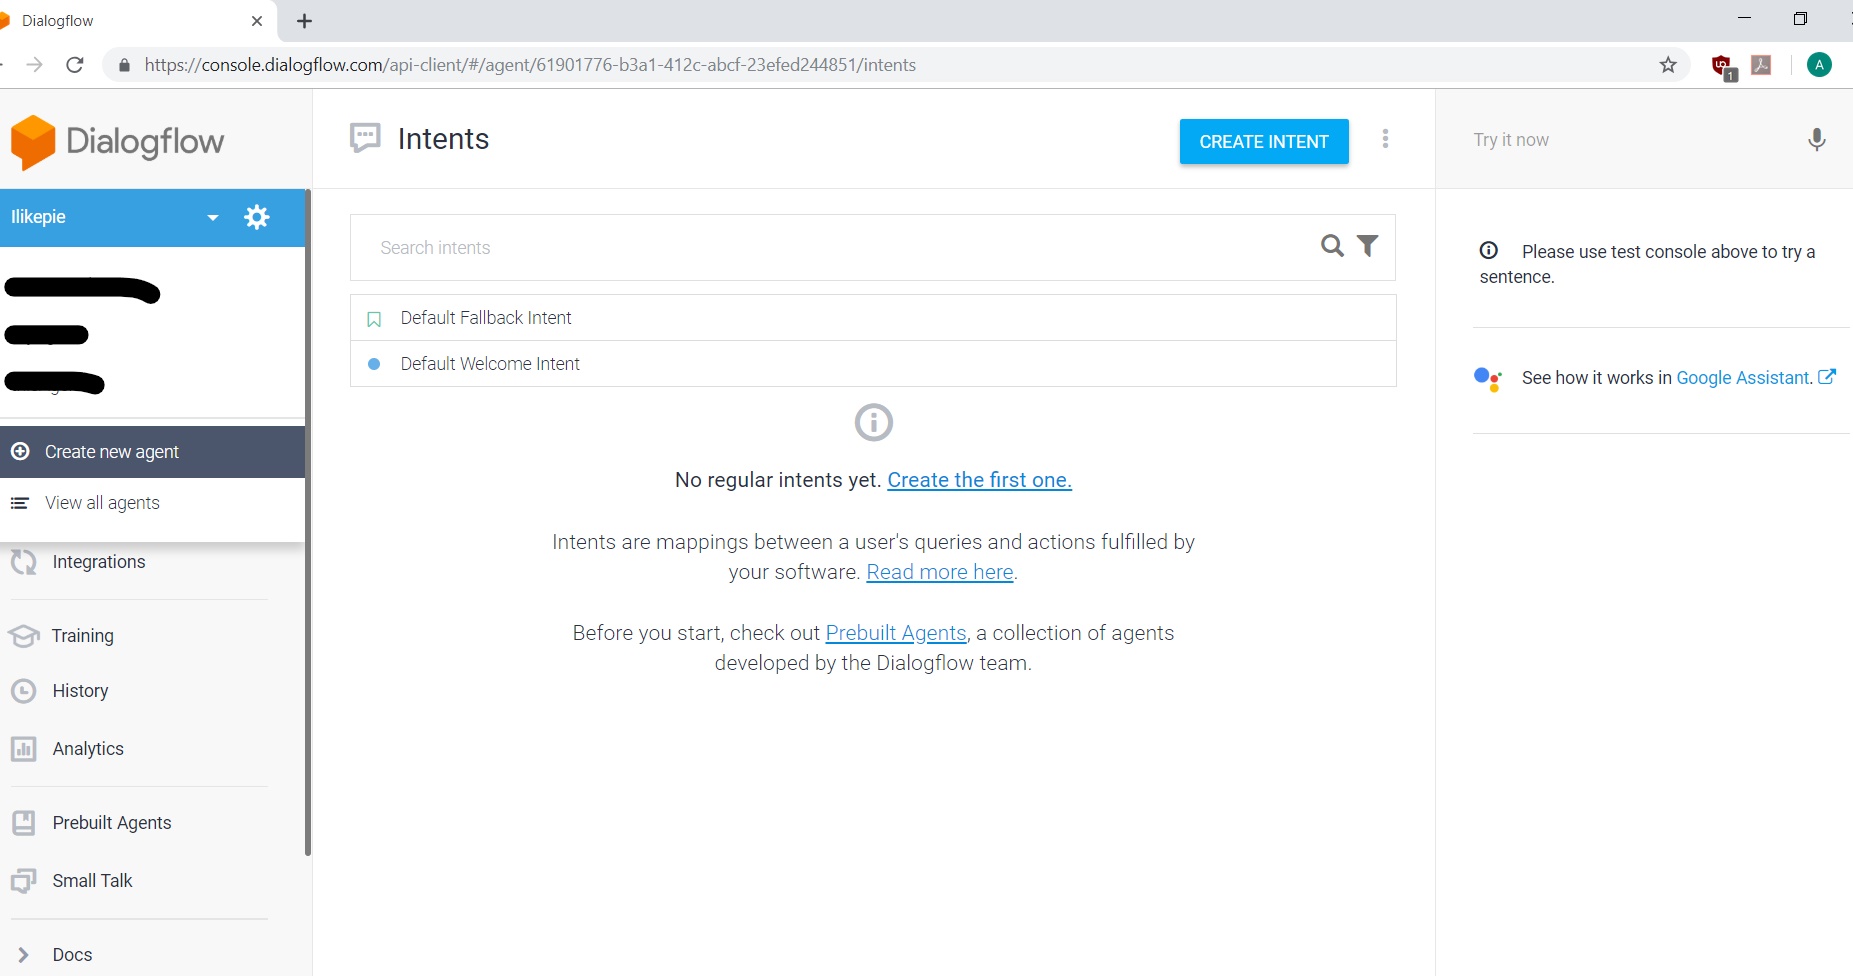 Dialogflow
https://console.dialogflow.com/api-client/#/agent/61901776-b3a1-412c-abcf-23efed244851/intents
1
A
Dialogflow
Intents
CREATE INTENT
Try it now
Ilikepie
Search intents
Please use test console above to try a
sentence.
Default Fallback Intent
Default Welcome Intent
See how it works in Google Assistant.
Create new agent
View all agents
No regular intents yet. Create the first one.
Intents are mappings between a user's queries and actions fulfilled by
your software. Read more here.
Before you start, check out Prebuilt Agents, a collection of agents
developed by the Dialogflow team.
Integrations
Training
History
Analytics
Prebuilt Agents
Small Talk
Docs